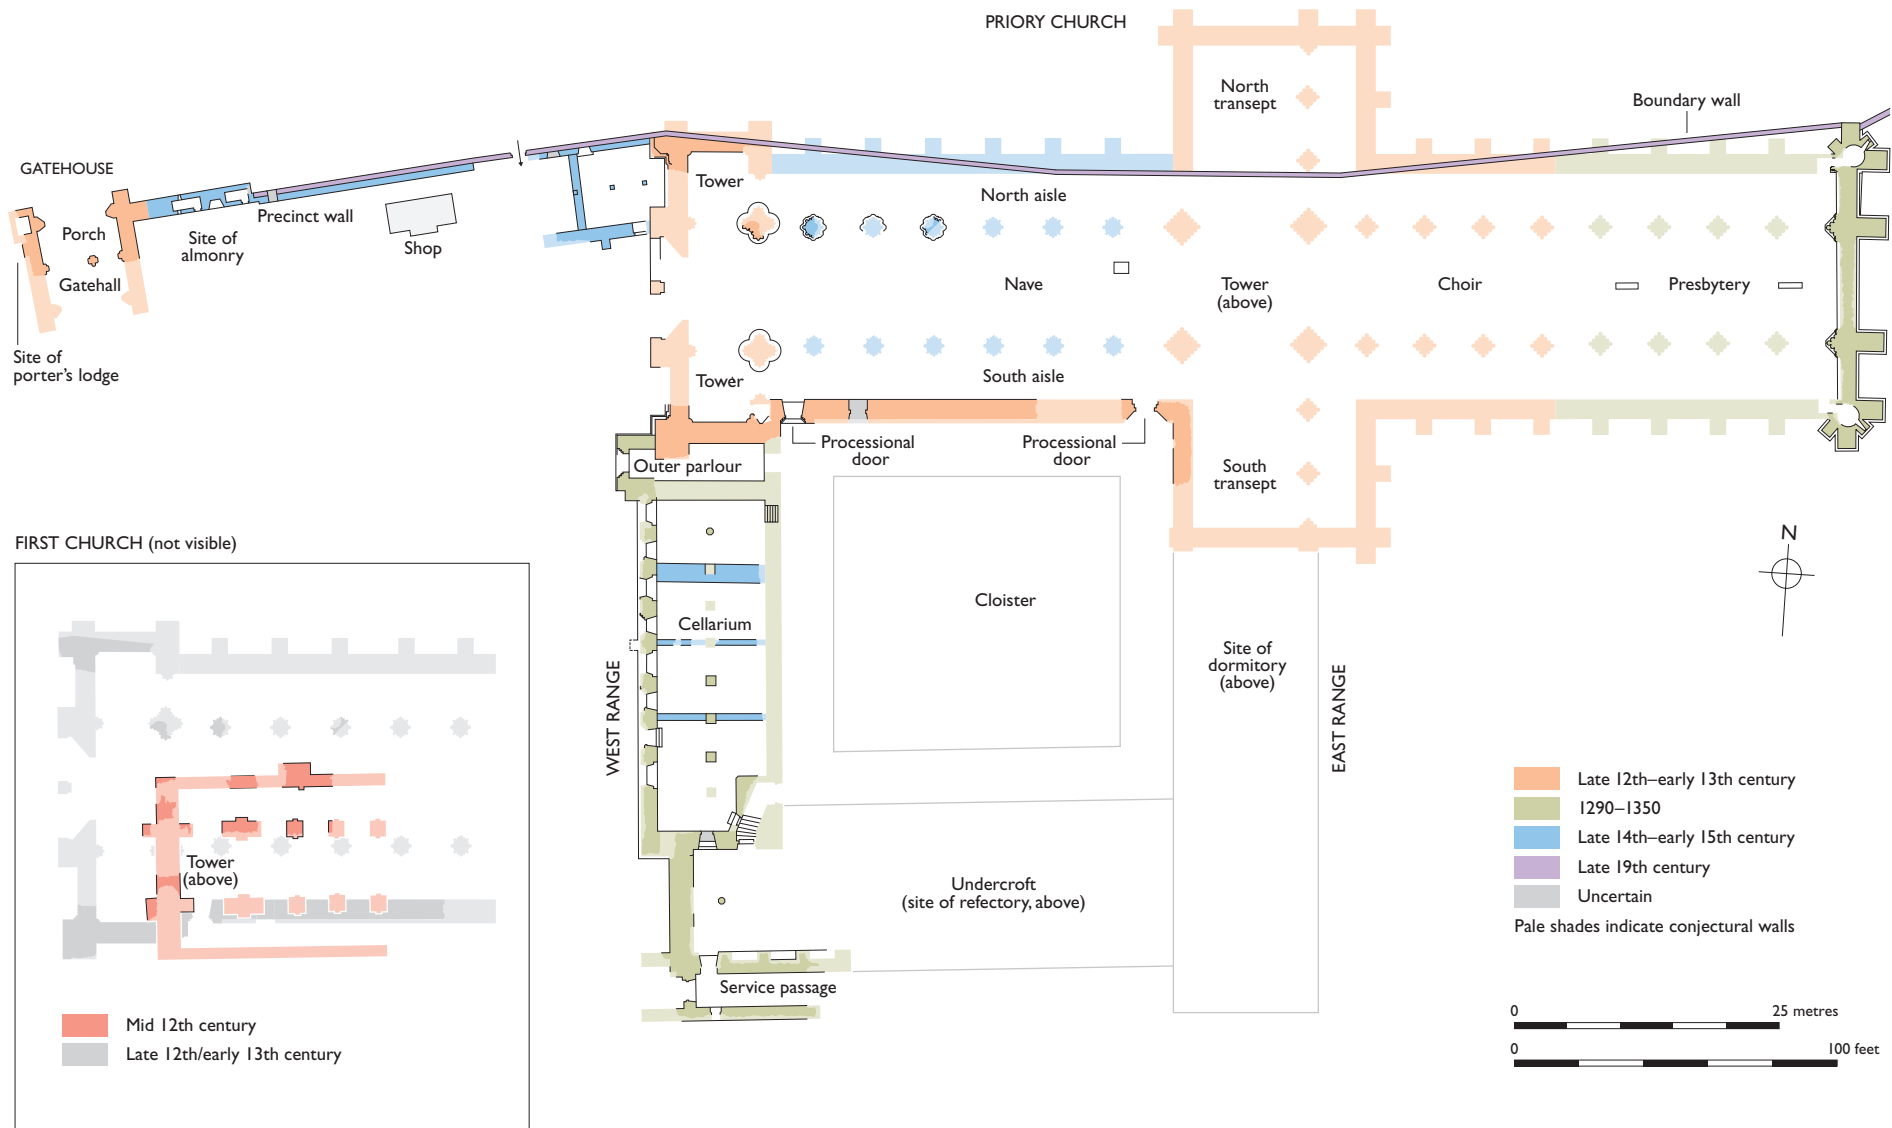 PRIORY CHURCH
North
transept
Boundary wall
GATEHOUSE
Tower
North aisle
Porch
Precinct wall
Site of
almonry
Shop
Gatehall
Nave
Tower
(above)
Choir
Presbytery
Site of
porter's lodge
Tower
South aisle
Processional
door
Processional
door
Outer parlour
South
transept
N
FIRST CHURCH (not visible)
Cloister
Cellarium
WEST RANGE
Site of
dormitory
(above)
EAST RANGE
Tower
(above)
Undercroft
(site of refectory, above)
Service passage
Mid 12th century
Late 12th/early 13th century
Late 12th–early 13th century
1290–1350
Late 14th–early 15th century
Late 19th century
Uncertain
Pale shades indicate conjectural walls
0 25 metres
0 100 feet